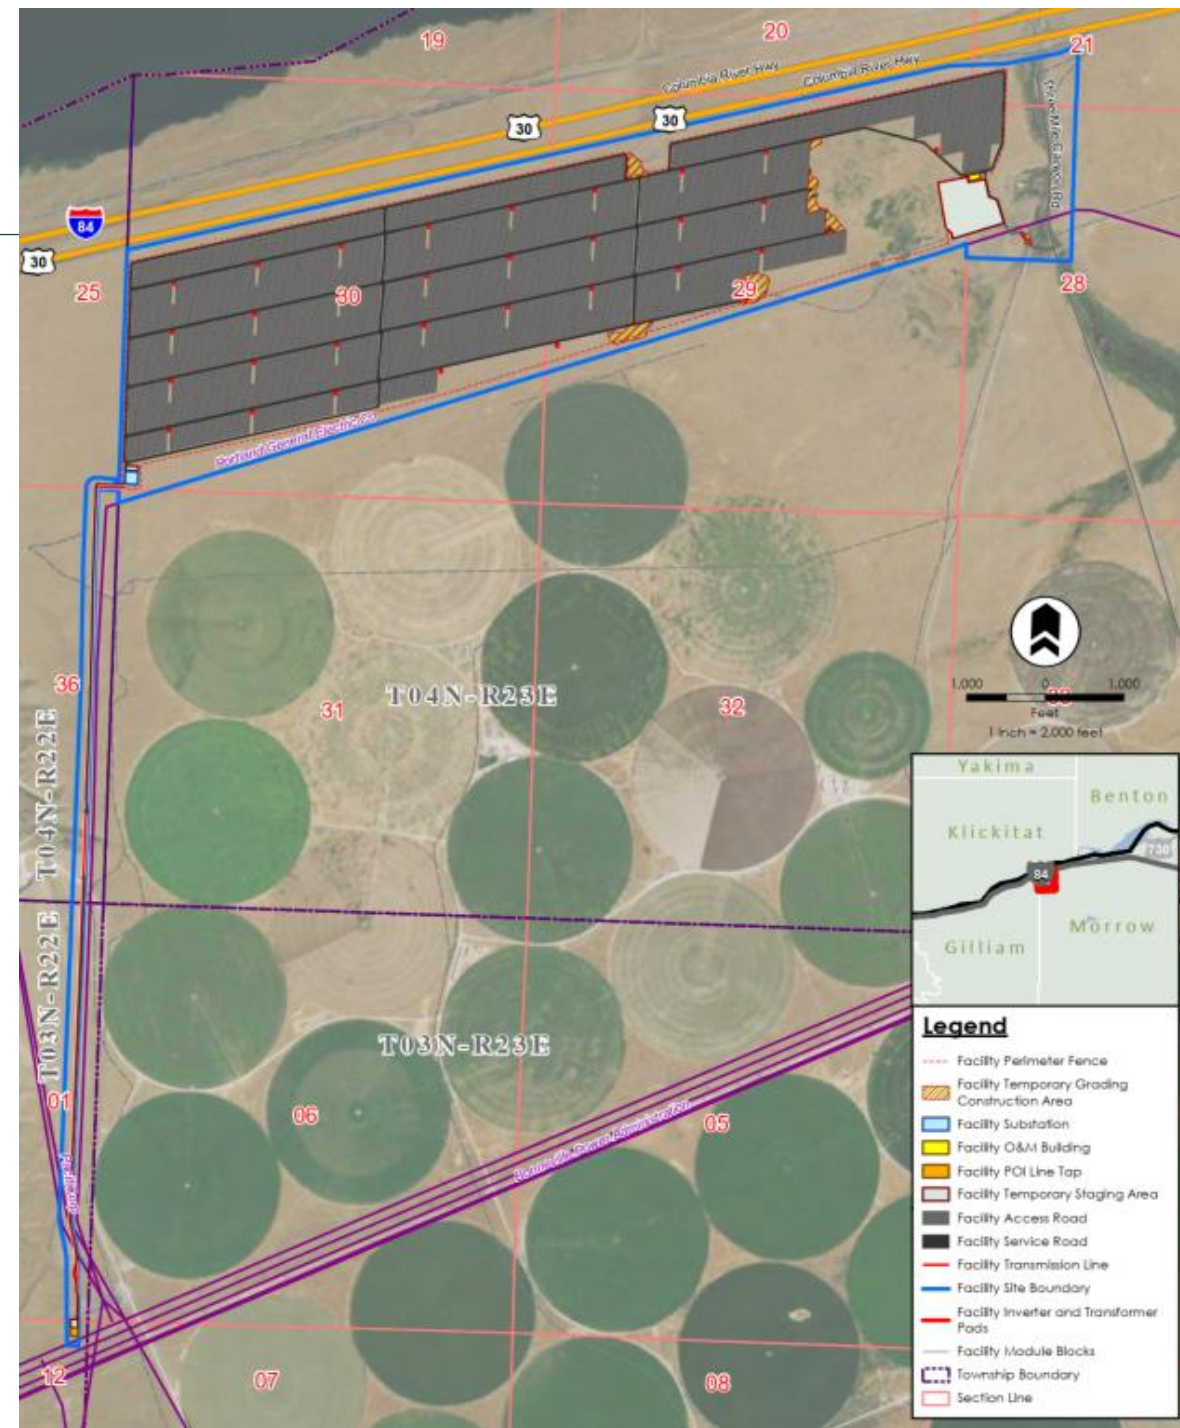 19
20
21
Columbia River Hwy
Columbia River Hwy
30
30
84
30
25
30
29
28
Portland General Electric Co
36
31
32
T04N-R23E
T04N-R22E
T03N-R22E
T03N-R23E
1,000 0 1,000
Feet
1 Inch = 2,000 feet
Yakima
Benton
Klickitat
730
84
Morrow
Gilliam
01
06
05
Bonneville Power Administration
12
07
08
Legend
Facility Perimeter Fence
Facility Temporary Grading
Construction Area
Facility Substation
Facility O&M Building
Facility POI Line Tap
Facility Temporary Staging Area
Facility Access Road
Facility Service Road
Facility Transmission Line
Facility Site Boundary
Facility Inverter and Transformer
Pads
Facility Module Blocks
Township Boundary
Section Line